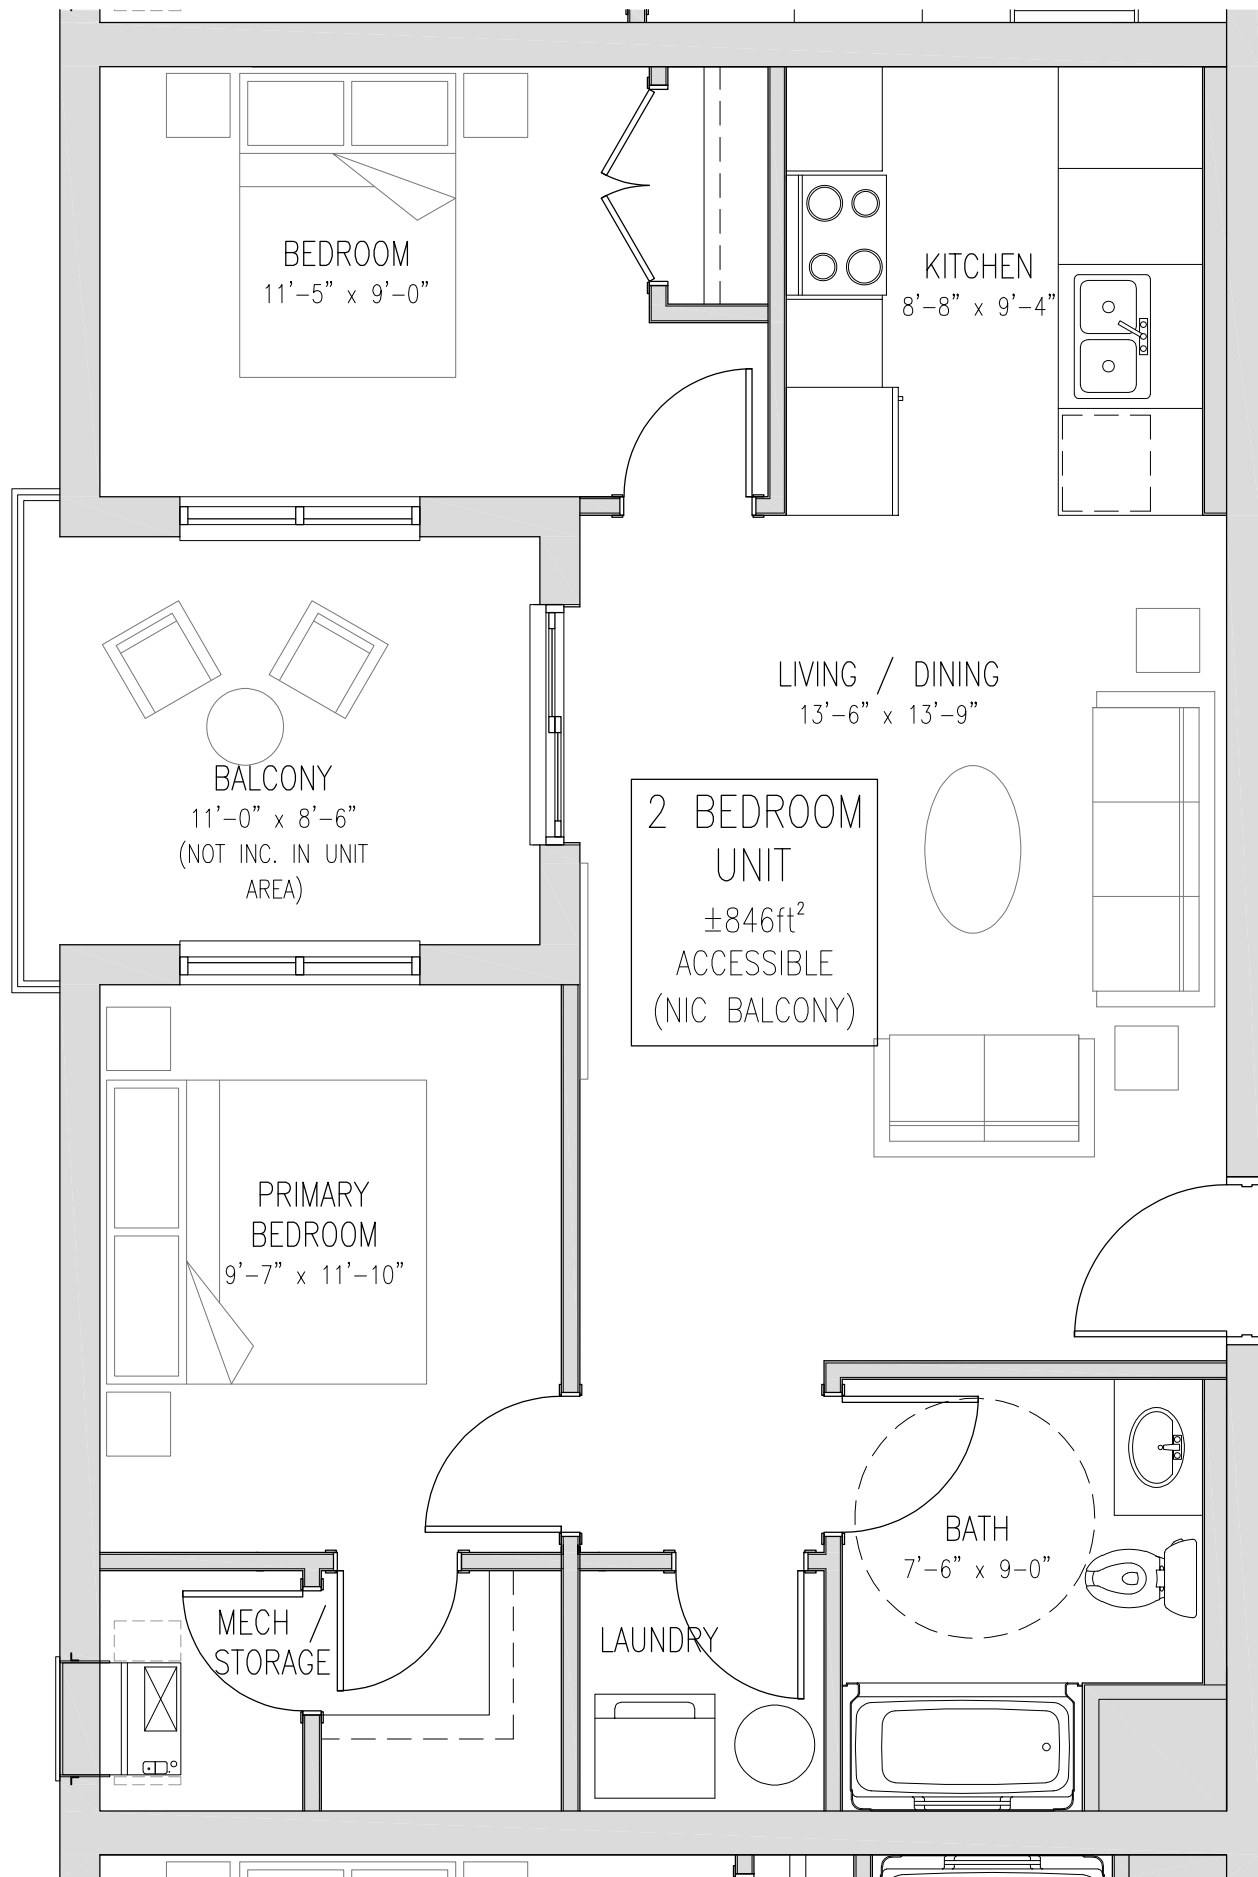 BEDROOM
11'-5" x 9'-0"
KITCHEN
8'-8" x 9'-4"
LIVING / DINING
13'-6" x 13'-9"
BALCONY
11'-0" x 8'-6"
(NOT INC. IN UNIT
AREA)
2 BEDROOM
UNIT
±846ft²
ACCESSIBLE
(NIC BALCONY)
PRIMARY
BEDROOM
9'-7" x 11'-10"
BATH
7'-6" x 9-0"
MECH /
STORAGE
LAUNDRY